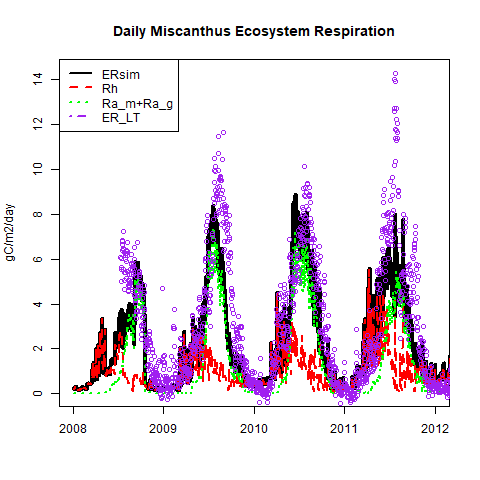 Daily Miscanthus Ecosystem Respiration
ERsim
Rh
Ra_m+Ra_g
ER_LT
gC/m2/day
14
12
10
8
6
4
2
0
2008 2009 2010 2011 2012